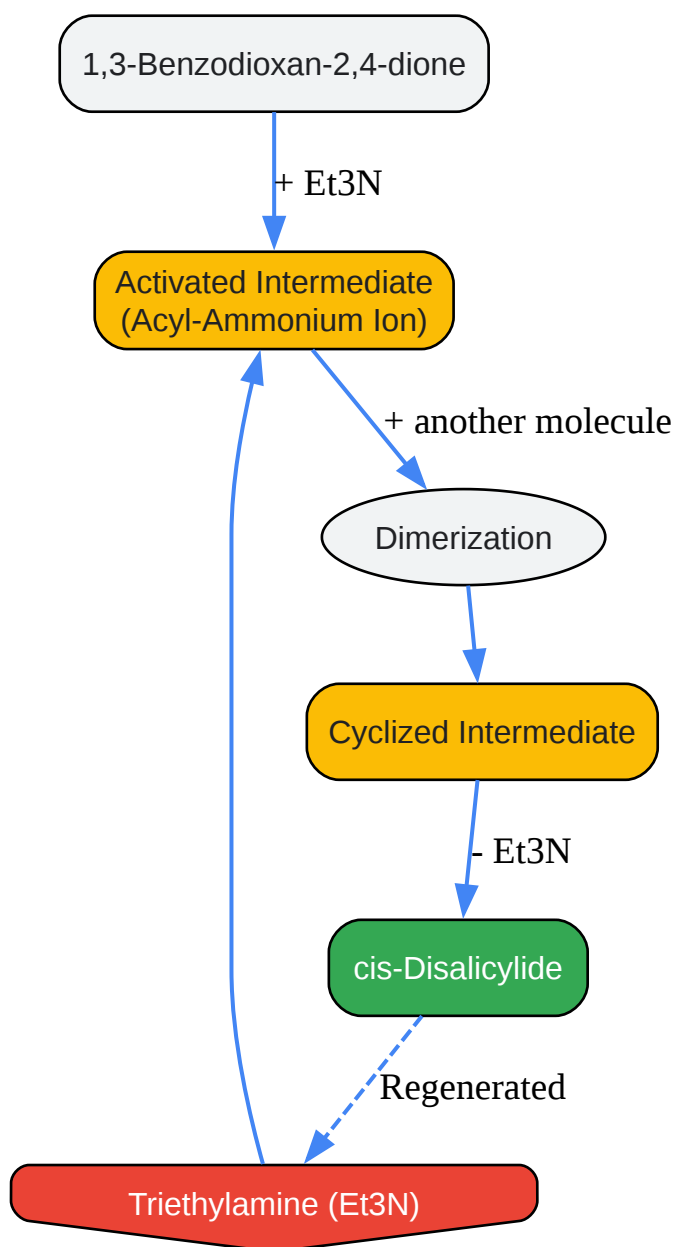 1,3-Benzodioxan-2,4-dione
+ Et3N
Activated Intermediate
(Acyl-Ammonium Ion)
+ another molecule
Dimerization
Cyclized Intermediate
- Et3N
cis-Disalicylide
Regenerated
Triethylamine (Et3N)